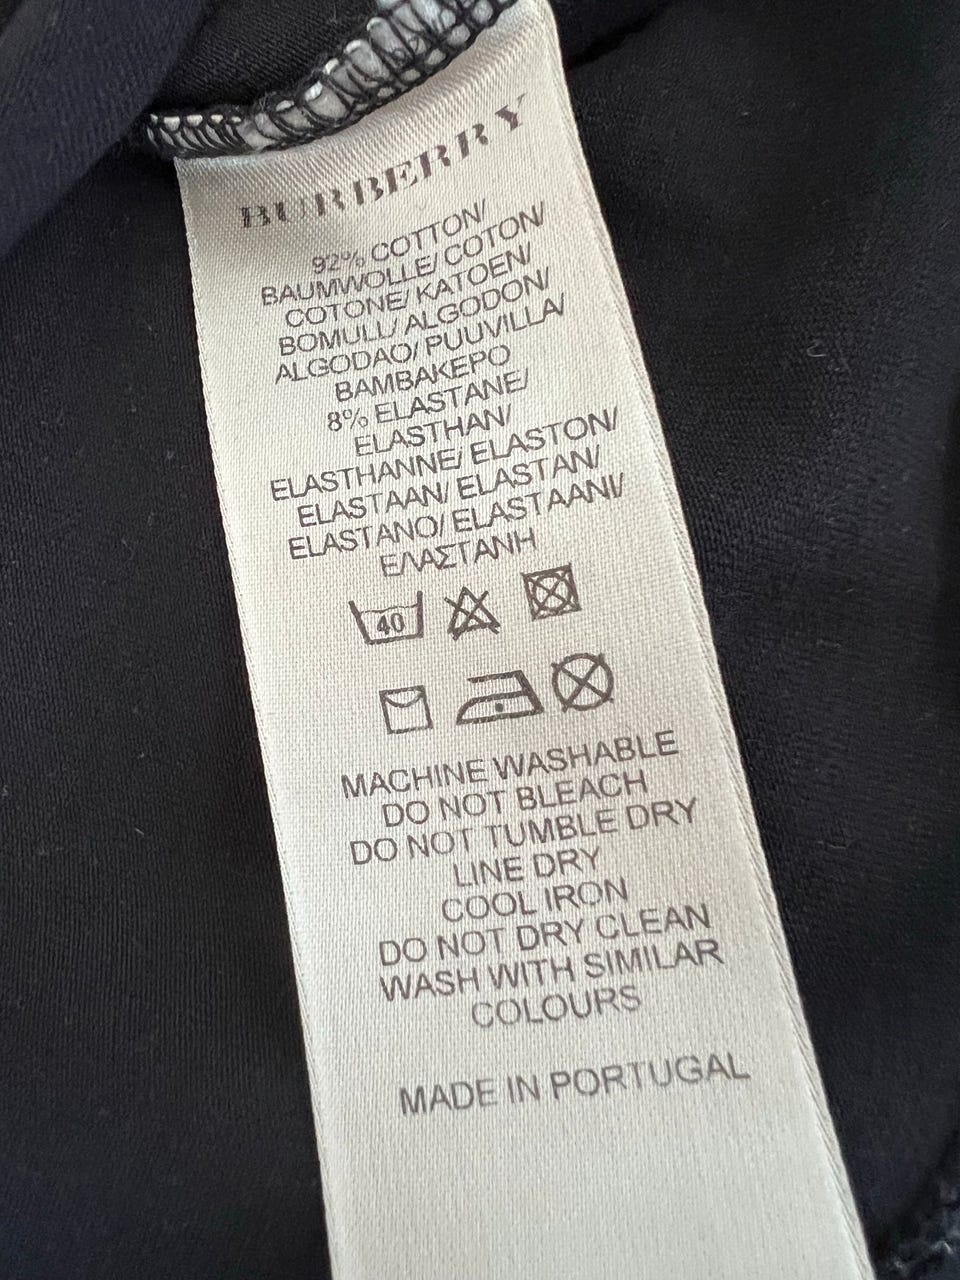 BURBERRY
92% COTTON/
BAUMWOLLE/ COTON/
COTONE/ KATOEN/
BOMULL/ ALGODON/
ALGODAO/ PUUVILLA/
BAMBAKEPO
8% ELASTANE/
ELASTHAN/
ELASTHANNE/ ELASTON/
ELASTAAN/ ELASTAN/
ELASTANO/ ELASTAANI/
ΕΛΑΣΤΑΝΗ
40
MACHINE WASHABLE
DO NOT BLEACH
DO NOT TUMBLE DRY
LINE DRY
COOL IRON
DO NOT DRY CLEAN
WASH WITH SIMILAR
COLOURS
MADE IN PORTUGAL